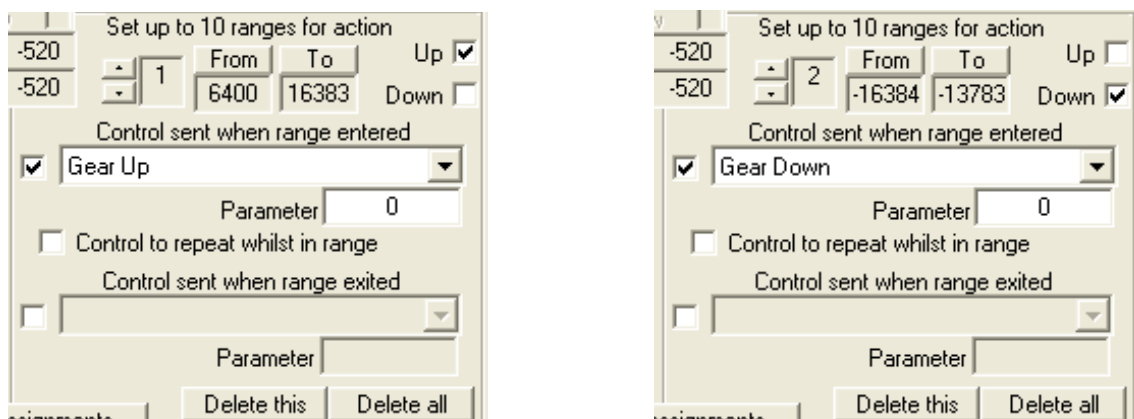 Set up to 10 ranges for action
-520 From To Up
-520 1 6400 16383 Down
Control sent when range entered
Gear Up
Parameter 0
Control to repeat whilst in range
Control sent when range exited
Parameter
Delete this Delete all
Set up to 10 ranges for action
-520 From To Up
-520 2 -16384 -13783 Down
Control sent when range entered
Gear Down
Parameter 0
Control to repeat whilst in range
Control sent when range exited
Parameter
Delete this Delete all